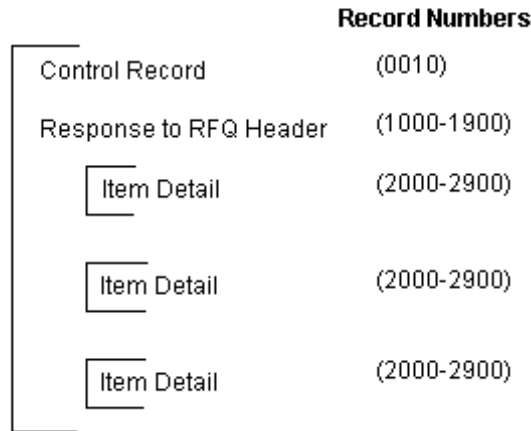 Record Numbers
Control Record (0010)
Response to RFQ Header (1000-1900)
Item Detail (2000-2900)
Item Detail (2000-2900)
Item Detail (2000-2900)